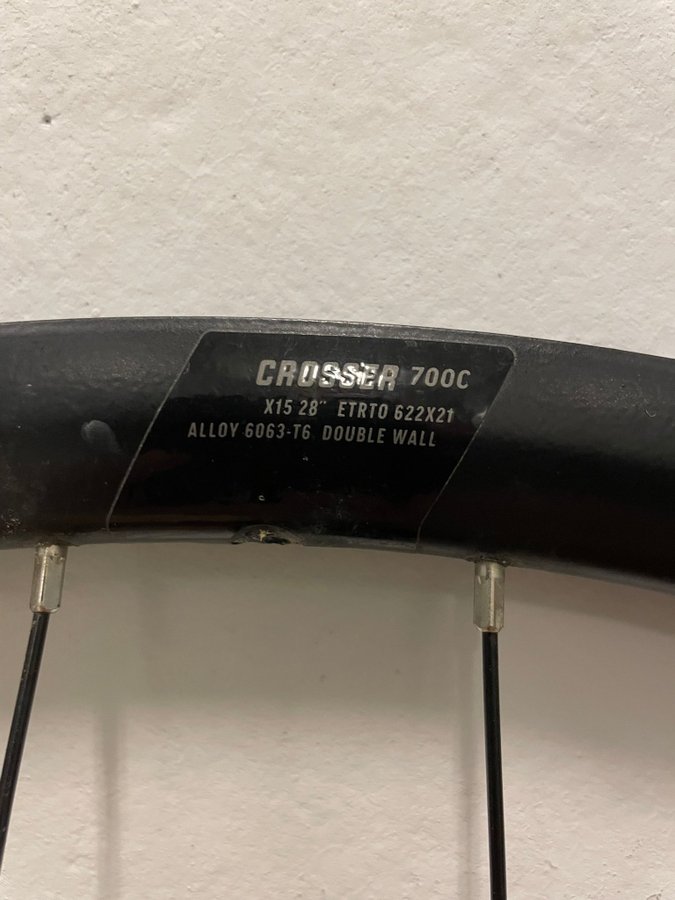 CROSSER 700C
X15 28" ETRTO 622X21
ALLOY 6063-T6 DOUBLE WALL